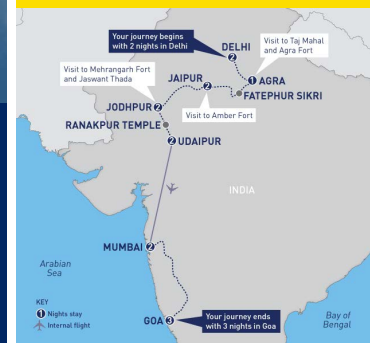 Your journey begins
with 2 nights in Delhi
DELHI
2
Visit to Taj Mahal
and Agra Fort
Visit to Mehrangarh Fort
and Jaswant Thada
JAIPUR
2
1 AGRA
FATEPHUR SIKRI
JODHPUR 2
Visit to Amber Fort
RANAKPUR TEMPLE
2 UDAIPUR
INDIA
MUMBAI 2
Arabian
Sea
KEY
1 Nights stay
Internal flight
GOA 3
Your journey ends
with 3 nights in Goa
Bay of
Bengal